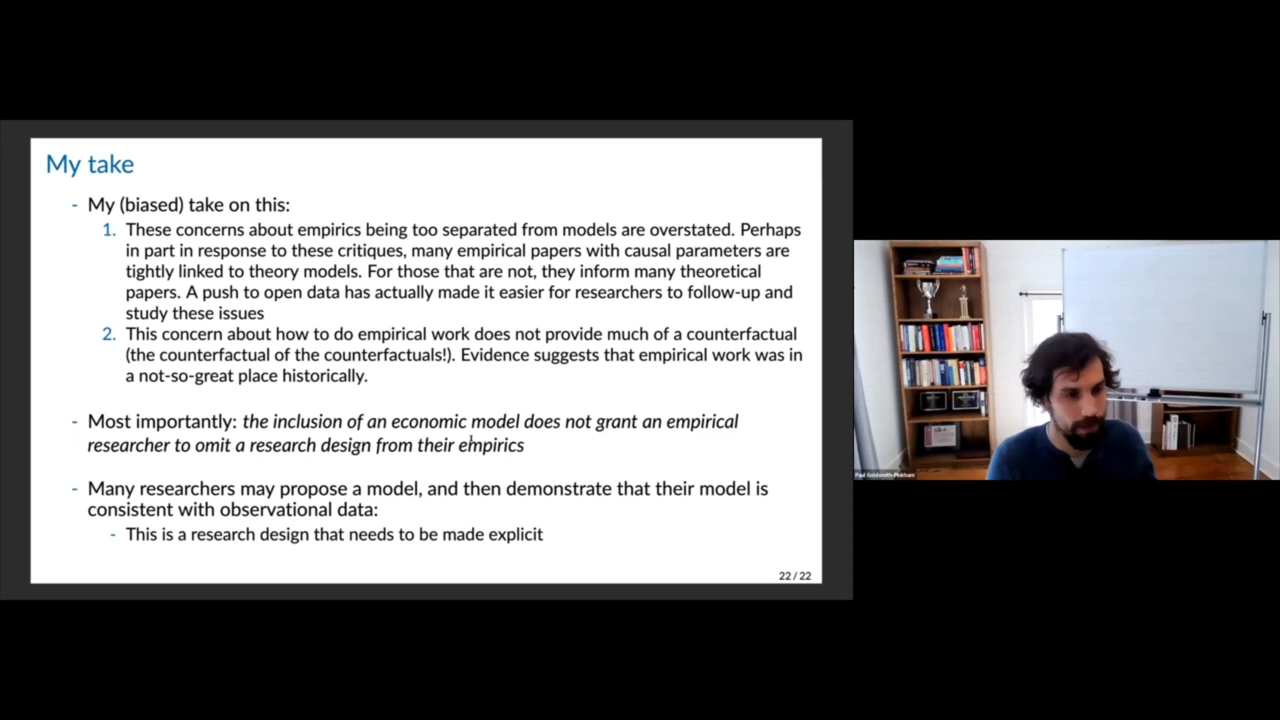 My take
- My (biased) take on this:
1. These concerns about empirics being too separated from models are overstated. Perhaps
in part in response to these critiques, many empirical papers with causal parameters are
tightly linked to theory models. For those that are not, they inform many theoretical
papers. A push to open data has actually made it easier for researchers to follow-up and
study these issues
2. This concern about how to do empirical work does not provide much of a counterfactual
(the counterfactual of the counterfactuals!). Evidence suggests that empirical work was in
a not-so-great place historically.
- Most importantly: the inclusion of an economic model does not grant an empirical
researcher to omit a research design from their empirics
- Many researchers may propose a model, and then demonstrate that their model is
consistent with observational data:
- This is a research design that needs to be made explicit
22 / 22
Paul Goldsmith-Pinkham